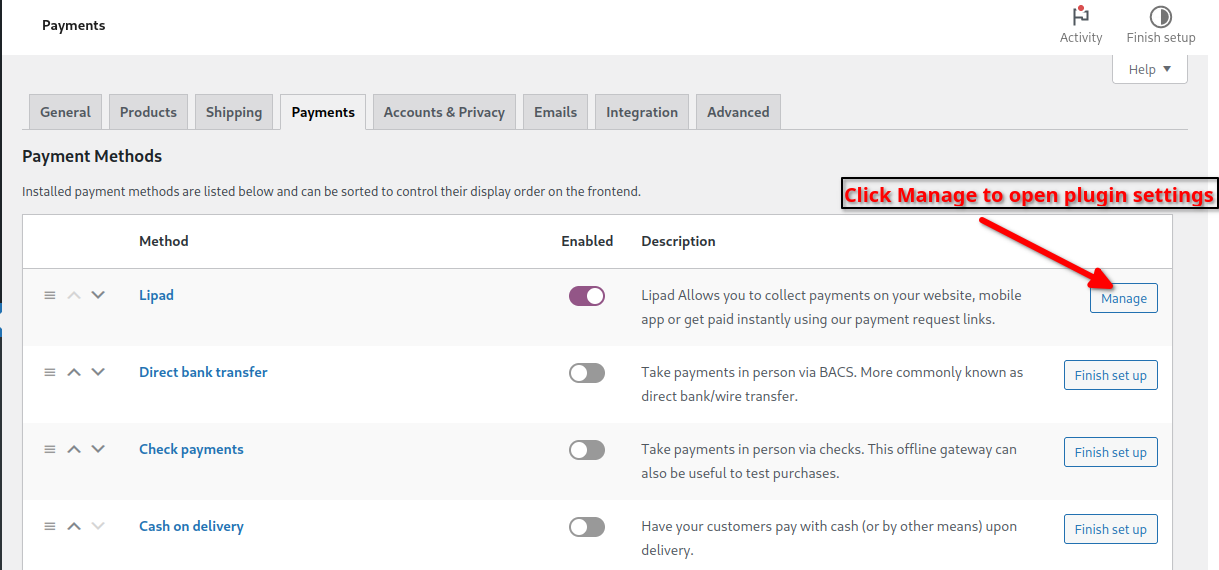 Payments
Activity
Finish setup
Help
General
Products
Shipping
Payments
Accounts & Privacy
Emails
Integration
Advanced
Payment Methods
Installed payment methods are listed below and can be sorted to control their display order on the frontend.
Click Manage to open plugin settings
Method
Enabled
Description
Lipad
Lipad Allows you to collect payments on your website, mobile
app or get paid instantly using our payment request links.
Manage
Direct bank transfer
Take payments in person via BACS. More commonly known as
direct bank/wire transfer.
Finish set up
Check payments
Take payments in person via checks. This offline gateway can
also be useful to test purchases.
Finish set up
Cash on delivery
Have your customers pay with cash (or by other means) upon
delivery.
Finish set up